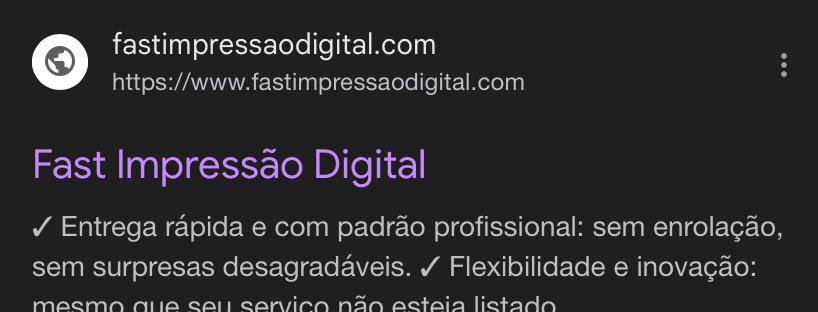 fastimpressaodigital.com
https://www.fastimpressaodigital.com
Fast Impressão Digital
✓ Entrega rápida e com padrão profissional: sem enrolação,
sem surpresas desagradáveis. ✓ Flexibilidade e inovação:
mesmo que seu serviço não esteja listado